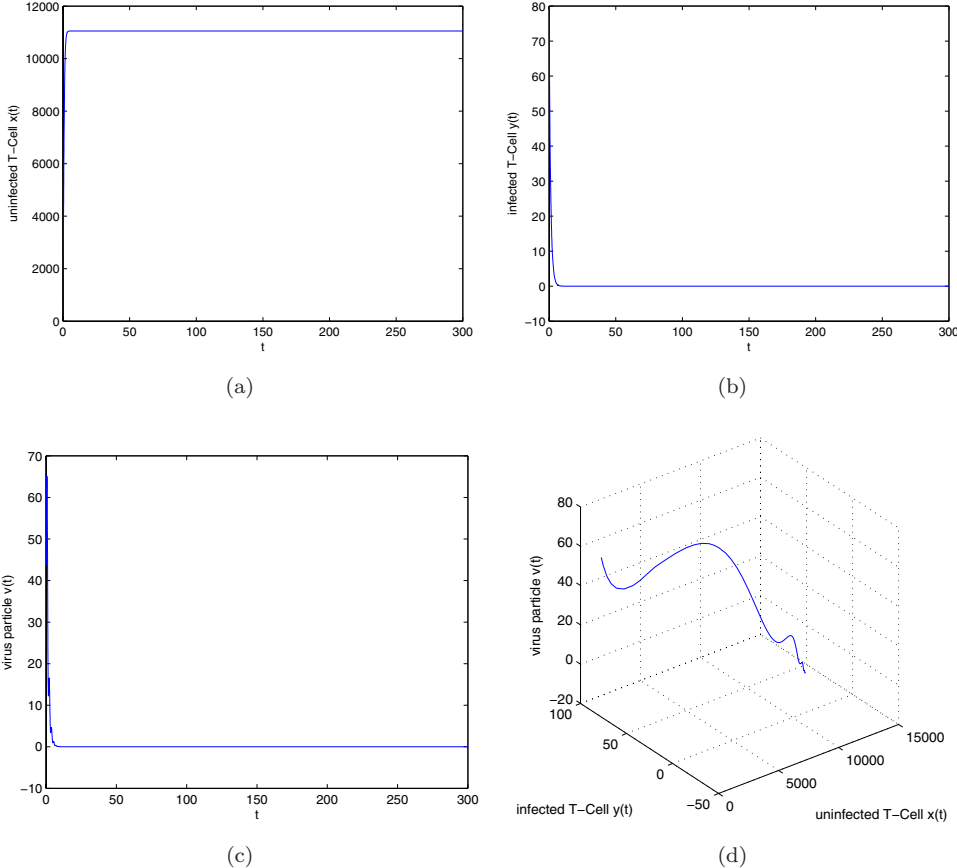 12000
10000
8000
6000
4000
2000
0
uninfected T−Cell x(t)
0 50 100 150 200 250 300
t
(a)
80
70
60
50
40
30
20
10
0
−10
infected T−Cell y(t)
0 50 100 150 200 250 300
t
(b)
70
60
50
40
30
20
10
0
−10
virus particle v(t)
0 50 100 150 200 250 300
t
(c)
80
60
40
20
0
−20
virus particle v(t)
100
50
0
−50
infected T−Cell y(t)
0
5000
10000
15000
uninfected T−Cell x(t)
(d)